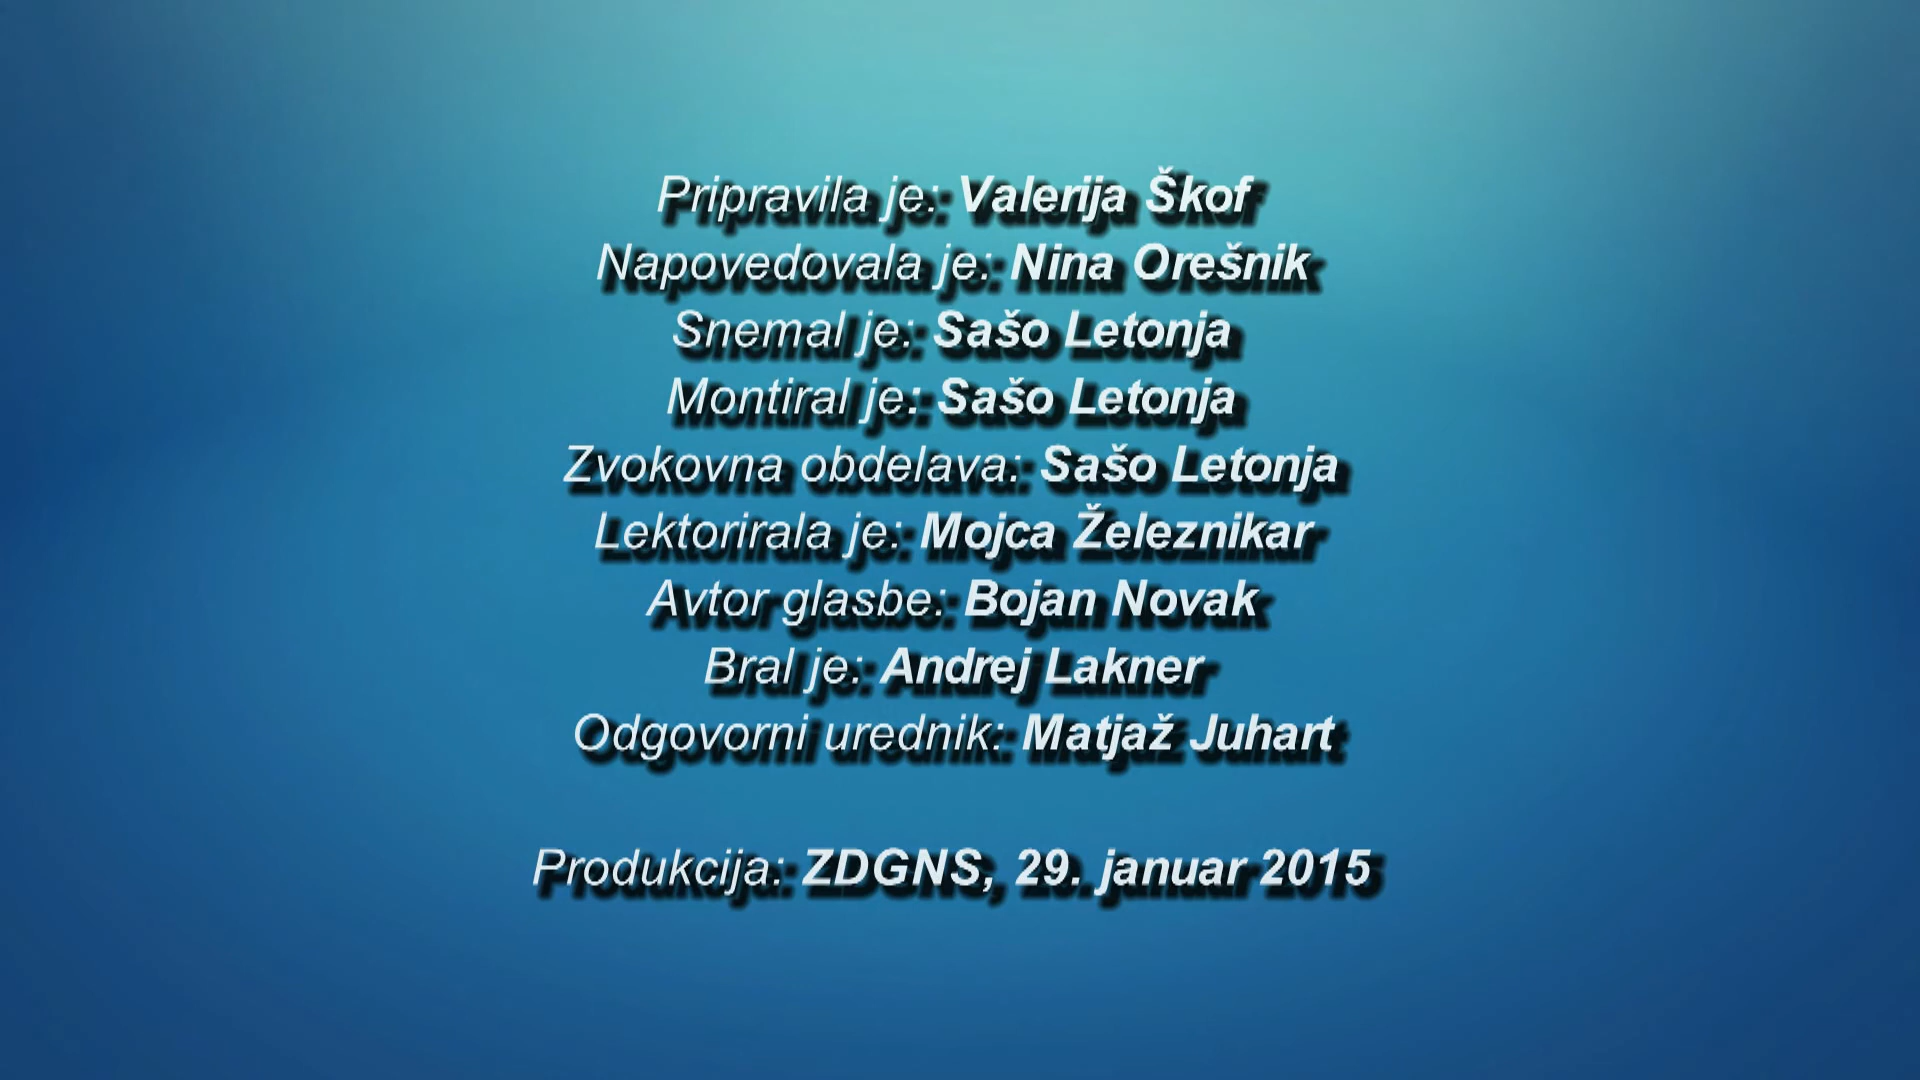 Pripravila je: Valerija Škof
Napovedovala je: Nina Orešnik
Snemal je: Sašo Letonja
Montiral je: Sašo Letonja
Zvokovna obdelava: Sašo Letonja
Lektorirala je: Mojca Železnikar
Avtor glasbe: Bojan Novak
Bral je: Andrej Lakner
Odgovorni urednik: Matjaž Juhart
Produkcija: ZDGNS, 29. januar 2015